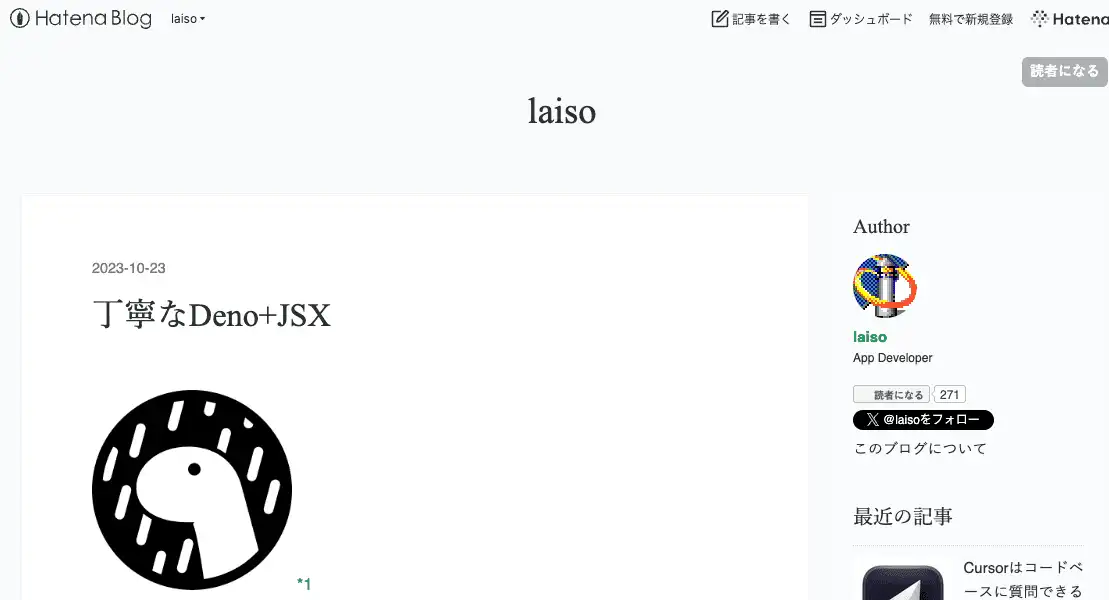 Hatena Blog
laiso
記事を書く
ダッシュボード
無料で新規登録
Hatena
読者になる
laiso
2023-10-23
丁寧なDeno+JSX
*1
Author
laiso
App Developer
読者になる 271
@laisoをフォロー
このブログについて
最近の記事
Cursorはコードベ
ースに質問できる